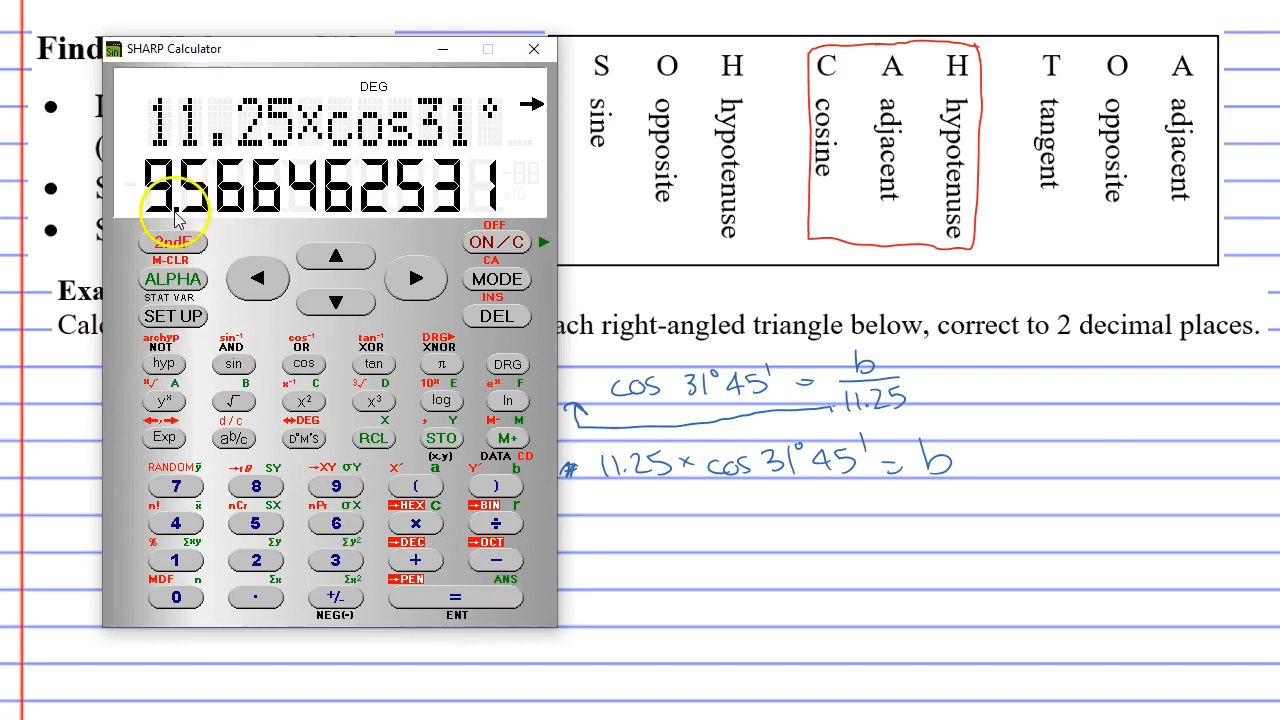 Find
SHARP Calculator
DEG
11.25×cos31°
9.566462531
2ndF
M-CLR
ALPHA
STAT VAR
SET UP
OFF
ON/C
CA
MODE
INS
DEL
archyp sin⁻¹ cos⁻¹ tan⁻¹ DRG▶
NOT AND OR XOR XNOR
hyp sin cos tan π DRG
ˣ√ A B x⁻¹ C ³√ D 10ˣ E eˣ F
yˣ √ x² x³ log ln
←,→ d/c ↔DEG X , Y M- M
Exp ab/c D°M'S RCL STO M+
(x,y) DATA CD
RANDOM ȳ →rθ SY →XY σY X´ a Y´ b
7 8 9 ( )
n! x̄ nCr SX nPr σX →HEX c →BIN r
4 5 6 × ÷
% Σxy Σy Σy² →DEC →OCT
1 2 3 + −
MDF n Σx Σx² →PEN ANS
0 · +/- =
NEG(-) ENT
S O H C A H T O A
sine opposite hypotenuse cosine adjacent hypotenuse tangent opposite adjacent
Exa
Calc ach right-angled triangle below, correct to 2 decimal places.
cos 31°45' = b/11.25
11.25 × cos 31°45' = b